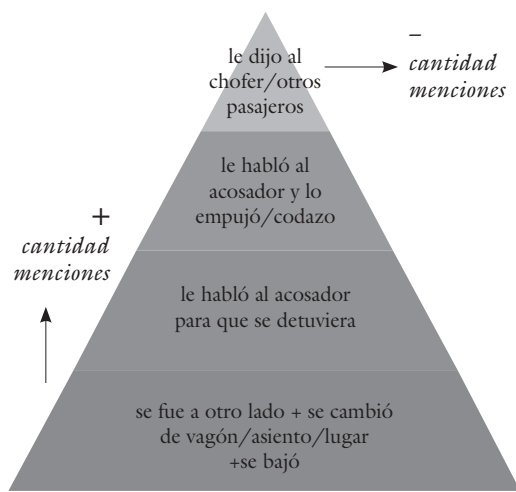 le dijo al
chofer/otros
pasajeros
–
cantidad
menciones
le habló al
acosador y lo
empujó/codazo
+
cantidad
menciones
le habló al acosador
para que se detuviera
se fue a otro lado + se cambió
de vagón/asiento/lugar
+se bajó